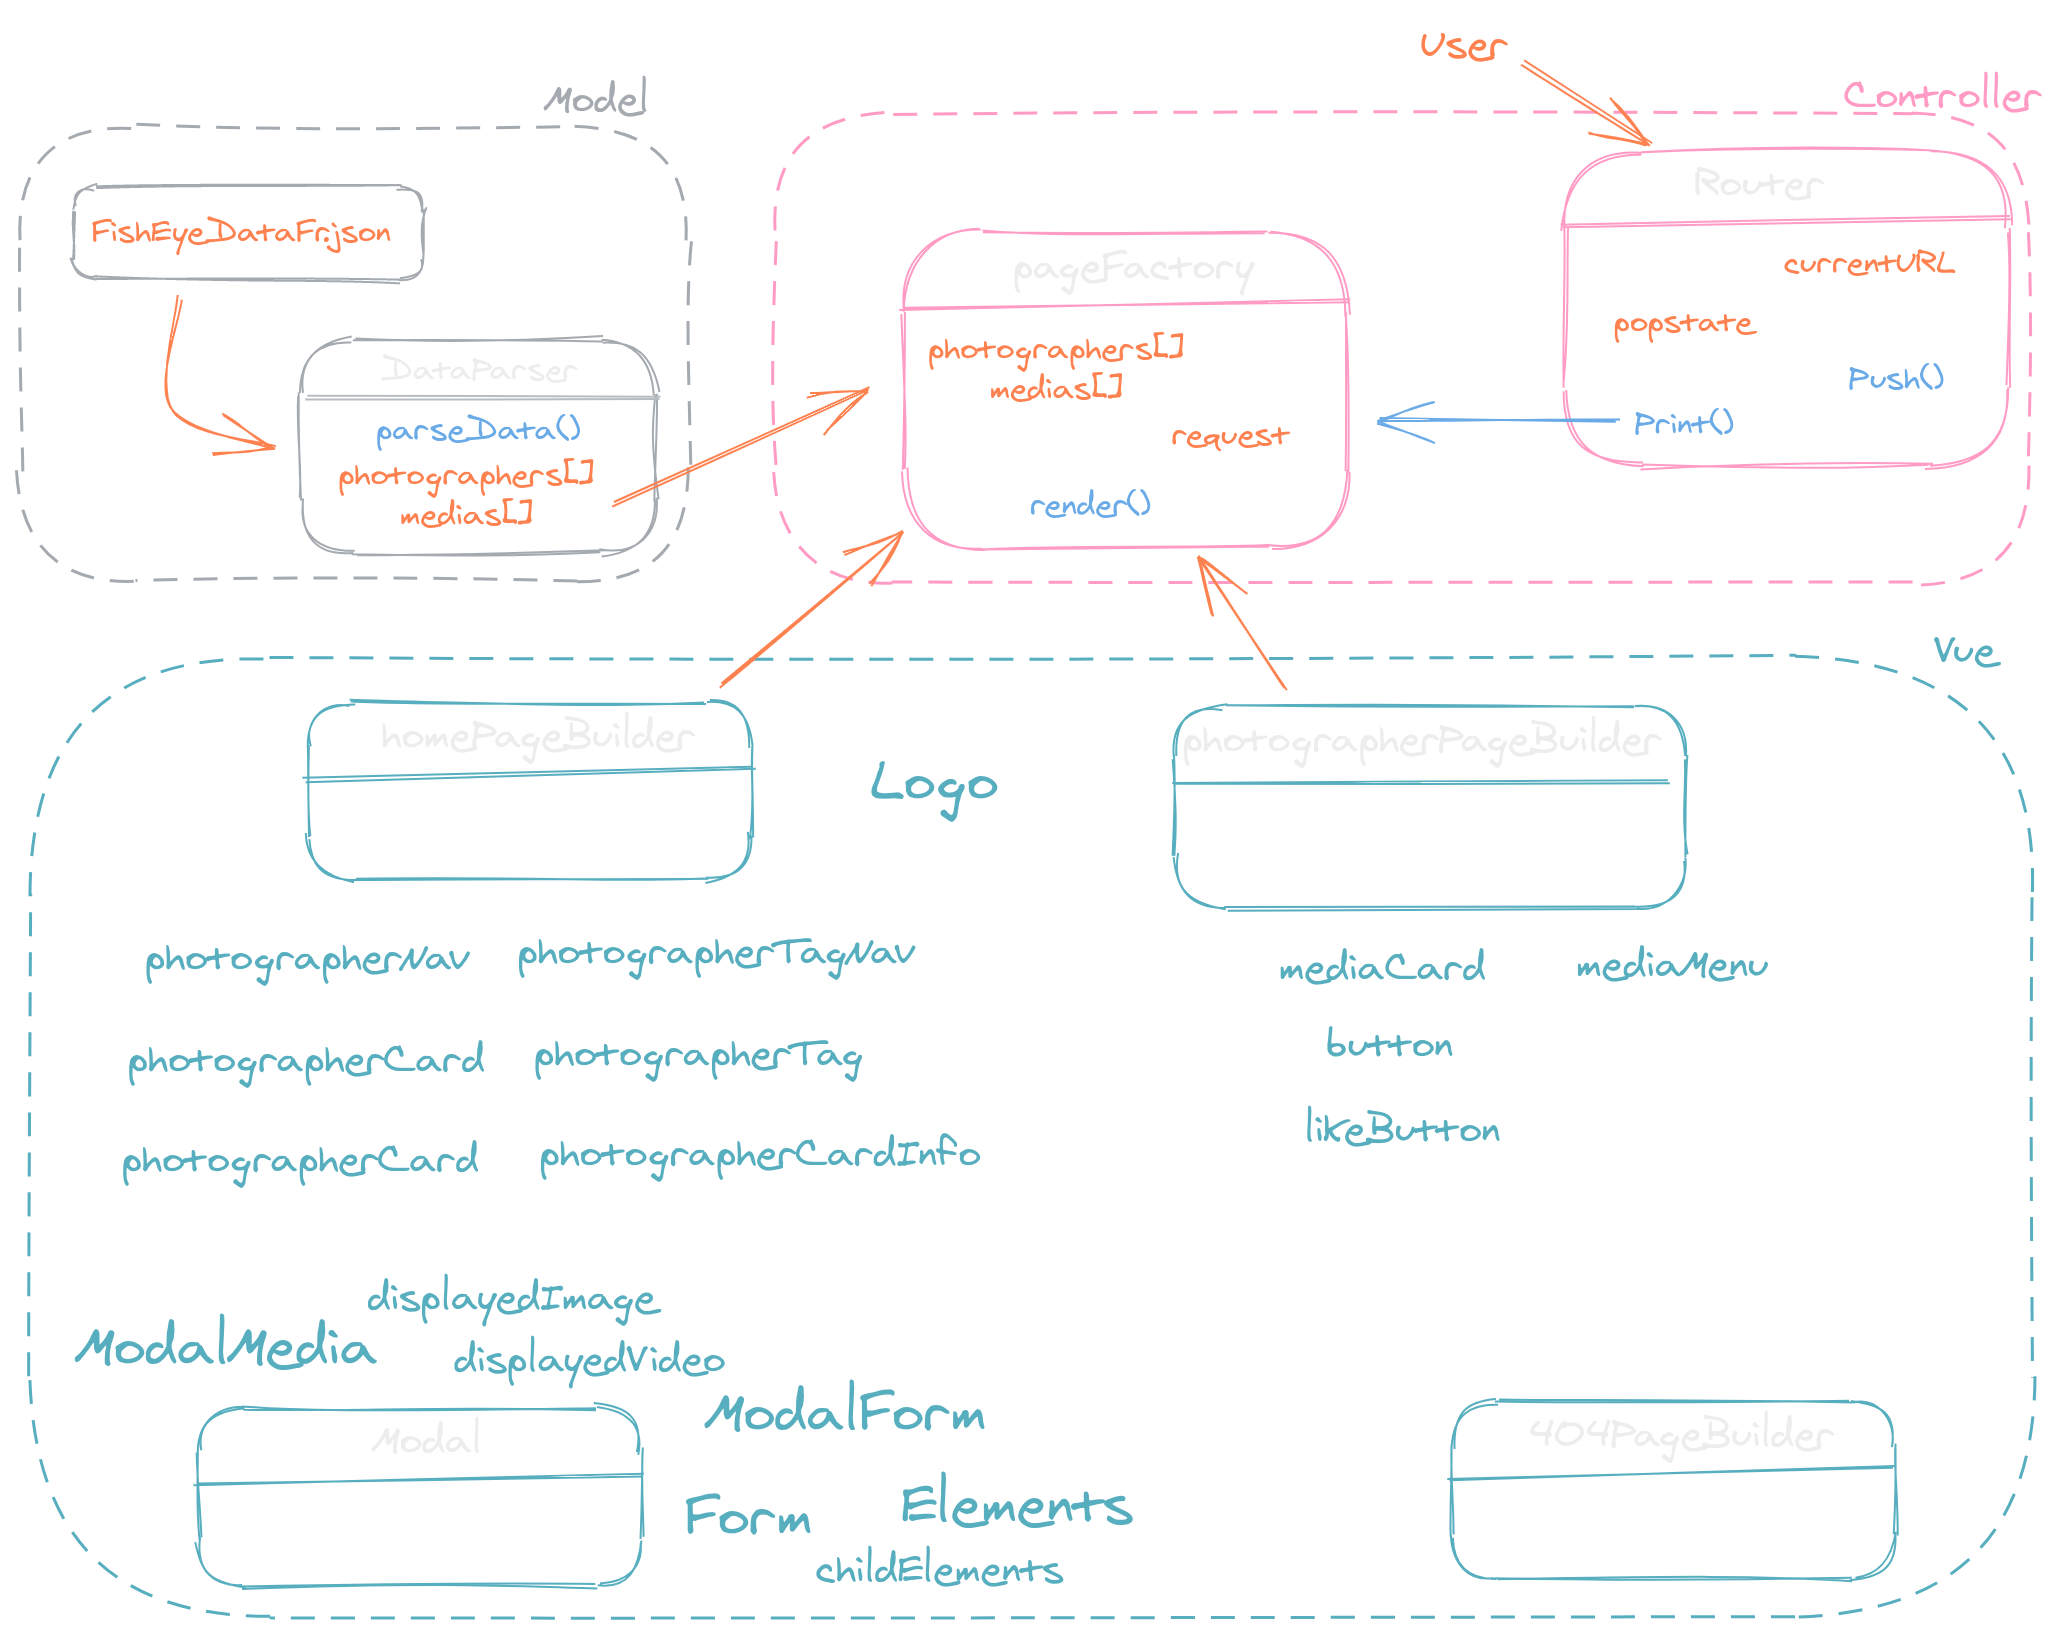 User
Model
Controller
FishEyeDataFr.json
DataParser
parseData()
photographers[]
medias[]
pageFactory
photographers[]
medias[]
request
render()
Router
currentURL
popstate
Push()
Print()
Vue
homePageBuilder
Logo
photographerPageBuilder
photographerNav
photographerTagNav
mediaCard
mediaMenu
photographerCard
photographerTag
button
photographerCard
photographerCardInfo
likeButton
displayedImage
ModalMedia
displayedVideo
ModalForm
Modal
404PageBuilder
Form
Elements
childElements